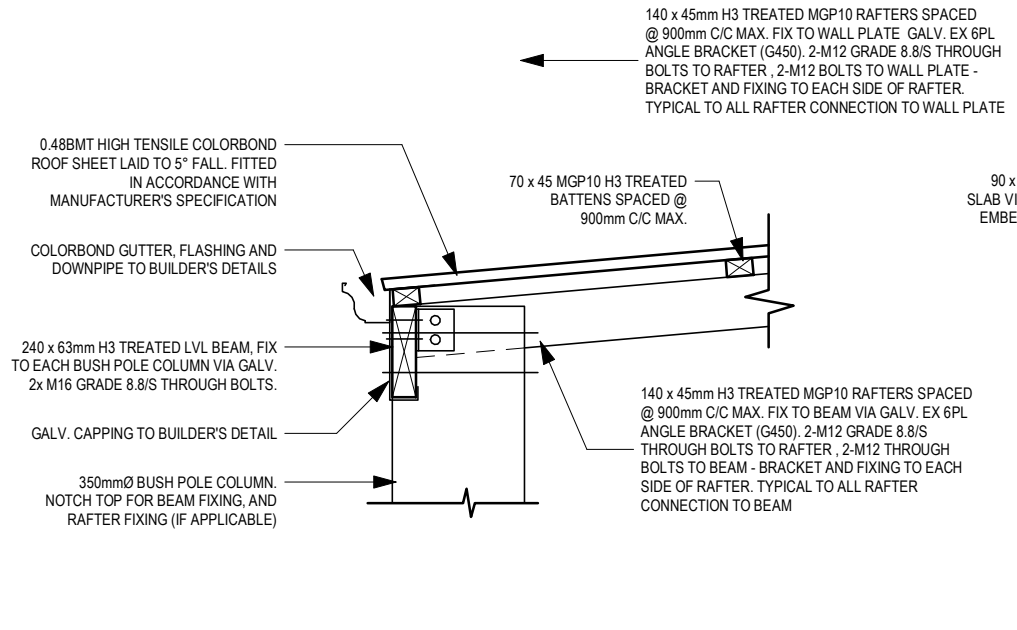 140 x 45mm H3 TREATED MGP10 RAFTERS SPACED
@ 900mm C/C MAX. FIX TO WALL PLATE GALV. EX 6PL
ANGLE BRACKET (G450). 2-M12 GRADE 8.8/S THROUGH
BOLTS TO RAFTER , 2-M12 BOLTS TO WALL PLATE -
BRACKET AND FIXING TO EACH SIDE OF RAFTER.
TYPICAL TO ALL RAFTER CONNECTION TO WALL PLATE
0.48BMT HIGH TENSILE COLORBOND
ROOF SHEET LAID TO 5° FALL. FITTED
IN ACCORDANCE WITH
MANUFACTURER'S SPECIFICATION
70 x 45 MGP10 H3 TREATED
BATTENS SPACED @
900mm C/C MAX.
90 x
SLAB VI
EMBE
COLORBOND GUTTER, FLASHING AND
DOWNPIPE TO BUILDER'S DETAILS
240 x 63mm H3 TREATED LVL BEAM, FIX
TO EACH BUSH POLE COLUMN VIA GALV.
2x M16 GRADE 8.8/S THROUGH BOLTS.
GALV. CAPPING TO BUILDER'S DETAIL
350mmØ BUSH POLE COLUMN.
NOTCH TOP FOR BEAM FIXING, AND
RAFTER FIXING (IF APPLICABLE)
140 x 45mm H3 TREATED MGP10 RAFTERS SPACED
@ 900mm C/C MAX. FIX TO BEAM VIA GALV. EX 6PL
ANGLE BRACKET (G450). 2-M12 GRADE 8.8/S
THROUGH BOLTS TO RAFTER , 2-M12 THROUGH
BOLTS TO BEAM - BRACKET AND FIXING TO EACH
SIDE OF RAFTER. TYPICAL TO ALL RAFTER
CONNECTION TO BEAM